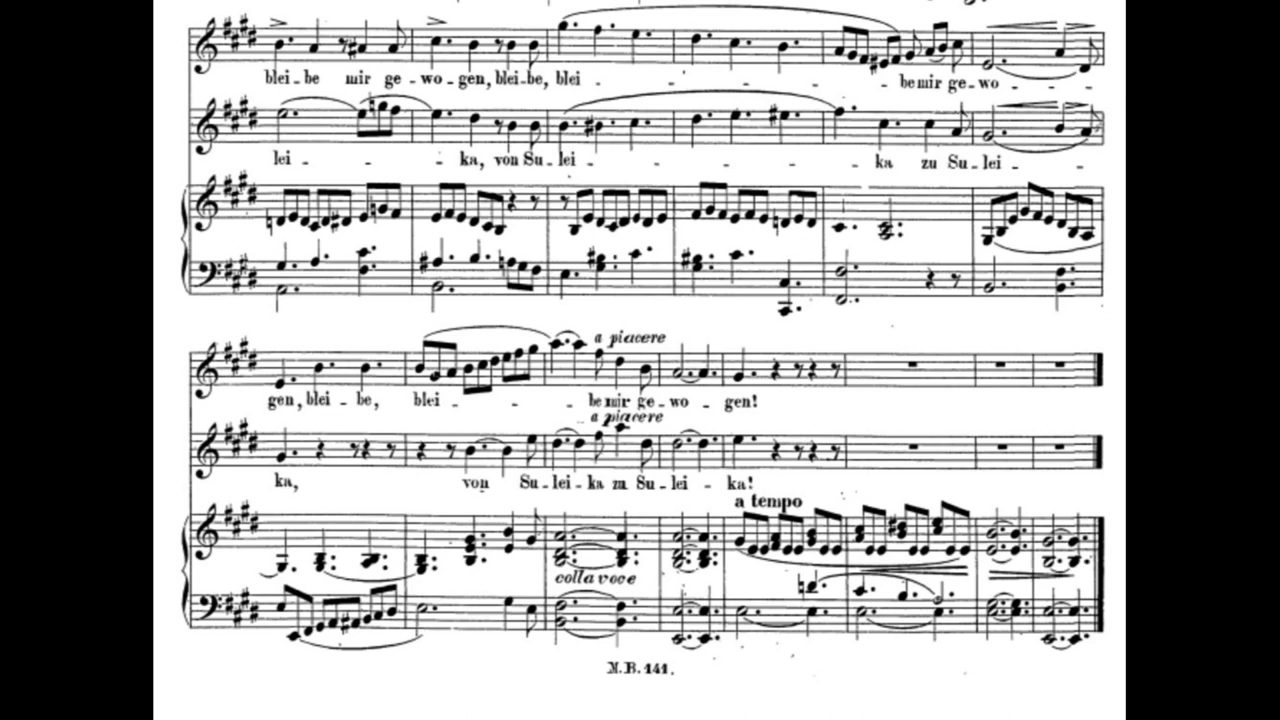 blei-be mir ge-wo-gen, blei-be, blei - - - - be mir ge-wo - - -
lei - - - ka, von Su-lei - - - - - ka zu Su-lei - - -
a piacere
gen, blei-be, blei - - - - be mir ge-wo - gen!
a piacere
ka, von Su-lei-ka zu Su-lei - ka!
a tempo
colla voce
M.B. 141.